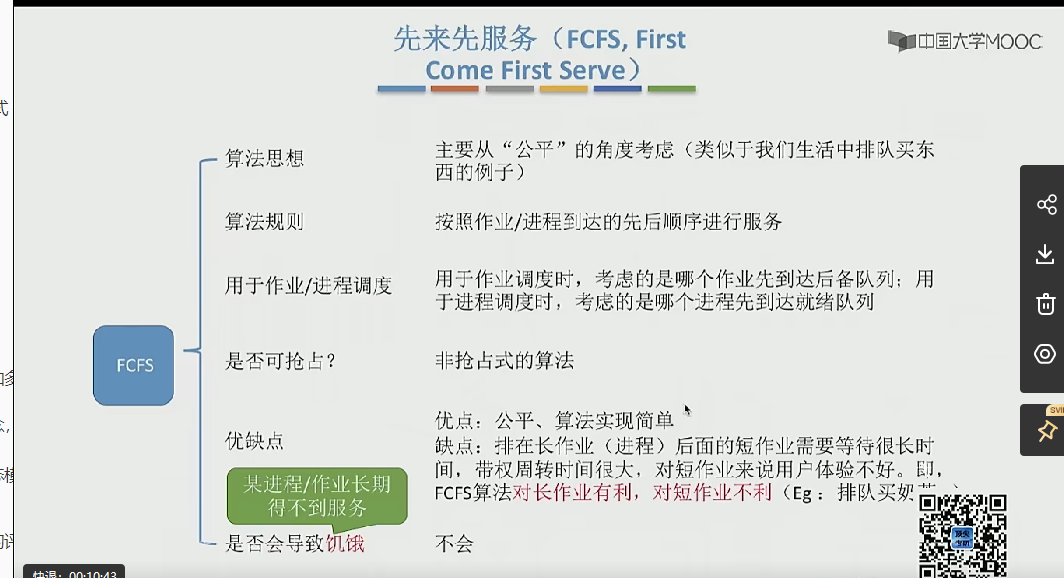 先来先服务（FCFS, First
Come First Serve）
中国大学MOOC
算法思想
主要从“公平”的角度考虑（类似于我们生活中排队买东
西的例子）
算法规则
按照作业/进程到达的先后顺序进行服务
用于作业/进程调度
用于作业调度时，考虑的是哪个作业先到达后备队列；用
于进程调度时，考虑的是哪个进程先到达就绪队列
FCFS
是否可抢占？
非抢占式的算法
优缺点
优点：公平、算法实现简单
缺点：排在长作业（进程）后面的短作业需要等待很长时
间，带权周转时间很大，对短作业来说用户体验不好。即，
FCFS算法对长作业有利，对短作业不利（Eg：排队买奶
某进程/作业长期
得不到服务
是否会导致饥饿
不会
快退：00:10:43
式
SVI